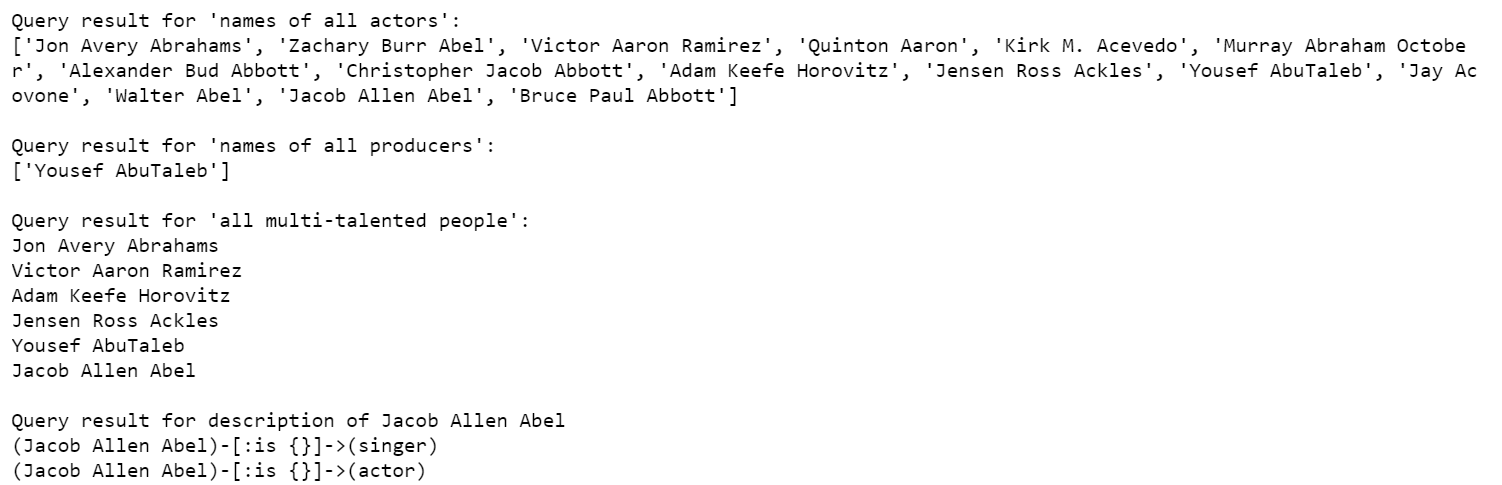 Query result for 'names of all actors':
['Jon Avery Abrahams', 'Zachary Burr Abel', 'Victor Aaron Ramirez', 'Quinton Aaron', 'Kirk M. Acevedo', 'Murray Abraham Octobe
r', 'Alexander Bud Abbott', 'Christopher Jacob Abbott', 'Adam Keefe Horovitz', 'Jensen Ross Ackles', 'Yousef AbuTaleb', 'Jay Ac
ovone', 'Walter Abel', 'Jacob Allen Abel', 'Bruce Paul Abbott']
Query result for 'names of all producers':
['Yousef AbuTaleb']
Query result for 'all multi-talented people':
Jon Avery Abrahams
Victor Aaron Ramirez
Adam Keefe Horovitz
Jensen Ross Ackles
Yousef AbuTaleb
Jacob Allen Abel
Query result for description of Jacob Allen Abel
(Jacob Allen Abel)-[:is {}]->(singer)
(Jacob Allen Abel)-[:is {}]->(actor)